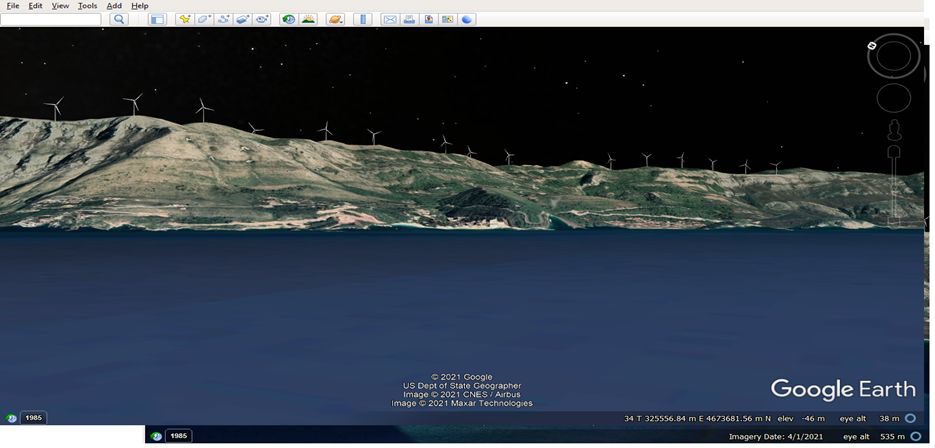 File Edit View Tools Add Help
© 2021 Google
US Dept of State Geographer
Image © 2021 CNES / Airbus
Image © 2021 Maxar Technologies
Google Earth
1985
34 T 325556.84 m E 4673681.56 m N elev -46 m eye alt 38 m
1985
Imagery Date: 4/1/2021 eye alt 535 m